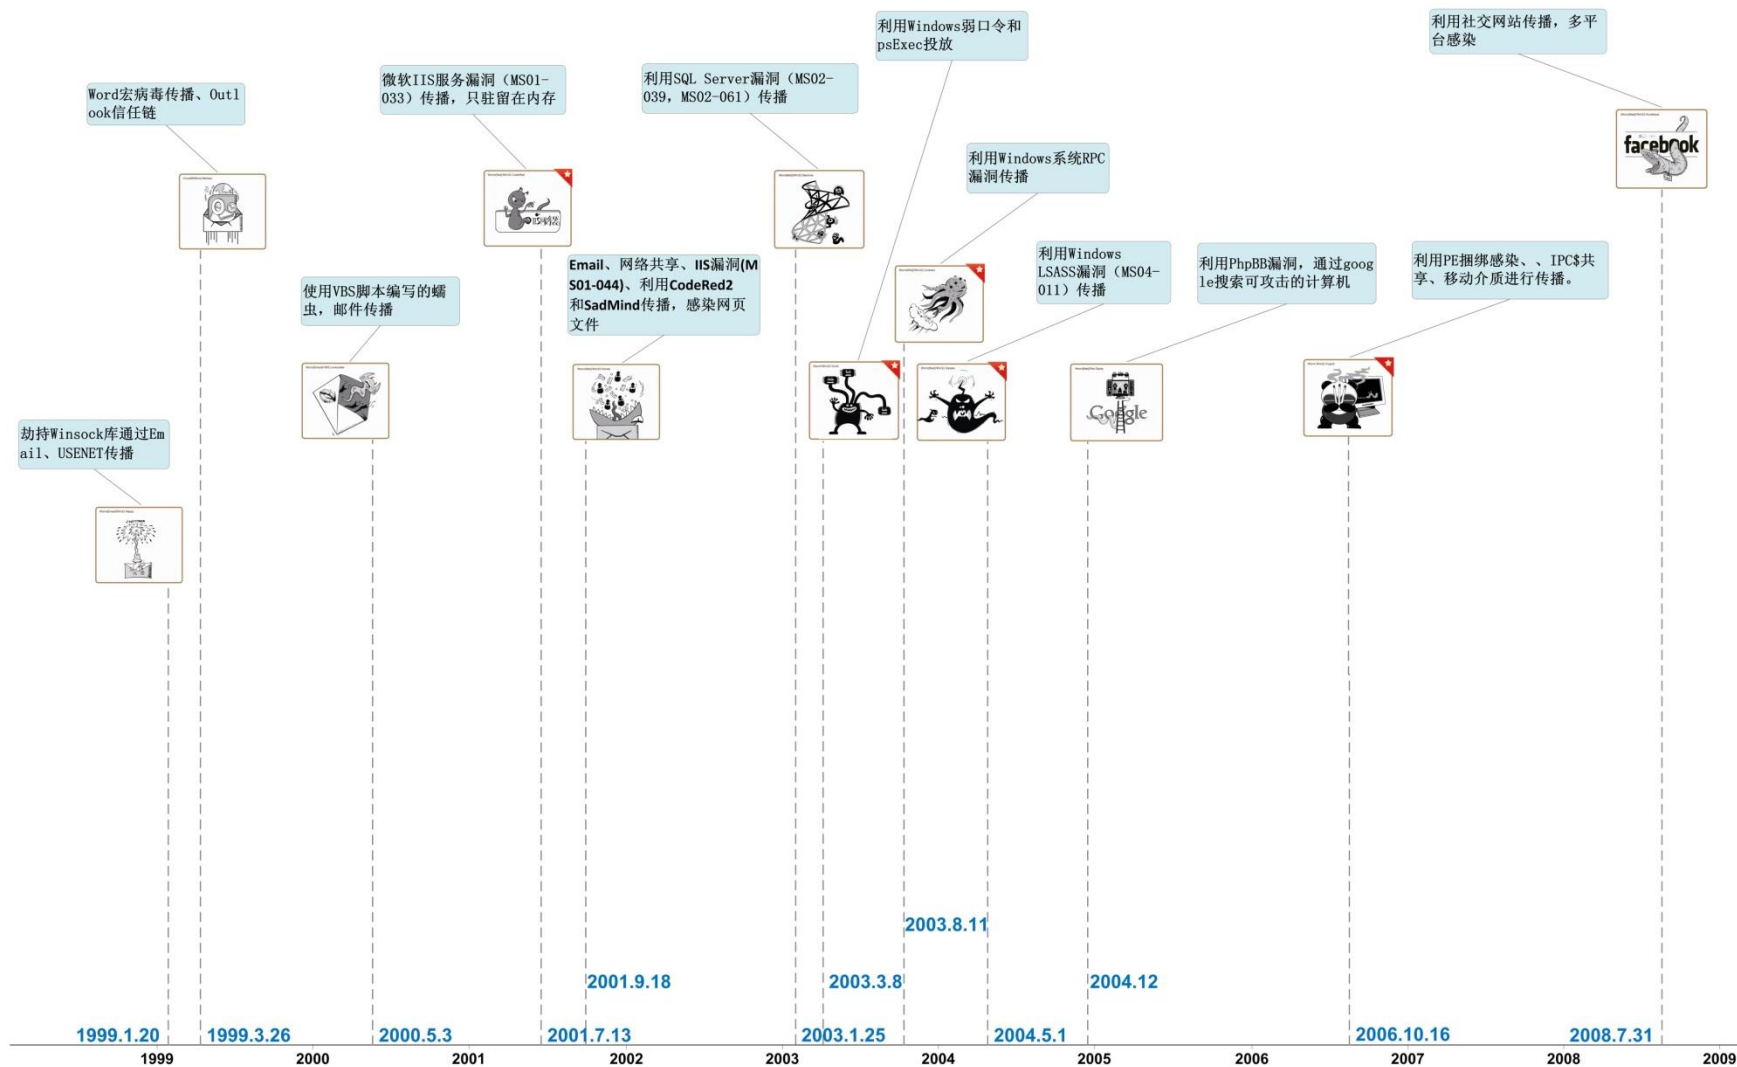 利用Windows弱口令和
psExec投放
利用社交网站传播，多平
台感染
微软IIS服务漏洞（MS01-
033）传播，只驻留在内存
利用SQL Server漏洞（MS02-
039，MS02-061）传播
Word宏病毒传播、Outl
ook信任链
利用Windows系统RPC
漏洞传播
facebook
Email、网络共享、IIS漏洞(M
S01-044)、利用CodeRed2
和SadMind传播，感染网页
文件
利用Windows
LSASS漏洞（MS04-
011）传播
利用PhpBB漏洞，通过goog
le搜索可攻击的计算机
利用PE捆绑感染、、IPC$共
享、移动介质进行传播。
使用VBS脚本编写的蠕
虫，邮件传播
Google
劫持Winsock库通过Em
ail、USENET传播
2003.8.11
2001.9.18
2003.3.8
2004.12
1999.1.20
1999.3.26
2000.5.3
2001.7.13
2003.1.25
2004.5.1
2006.10.16
2008.7.31
1999
2000
2001
2002
2003
2004
2005
2006
2007
2008
2009